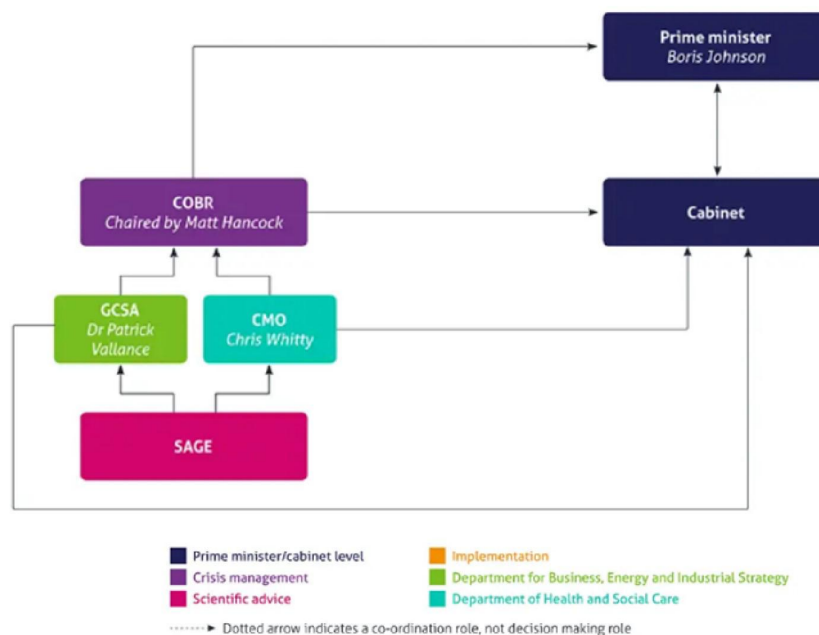 Prime minister
Boris Johnson
COBR
Chaired by Matt Hancock
Cabinet
GCSA
Dr Patrick
Vallance
CMO
Chris Whitty
SAGE
Prime minister/cabinet level
Crisis management
Scientific advice
Implementation
Department for Business, Energy and Industrial Strategy
Department of Health and Social Care
Dotted arrow indicates a co-ordination role, not decision making role